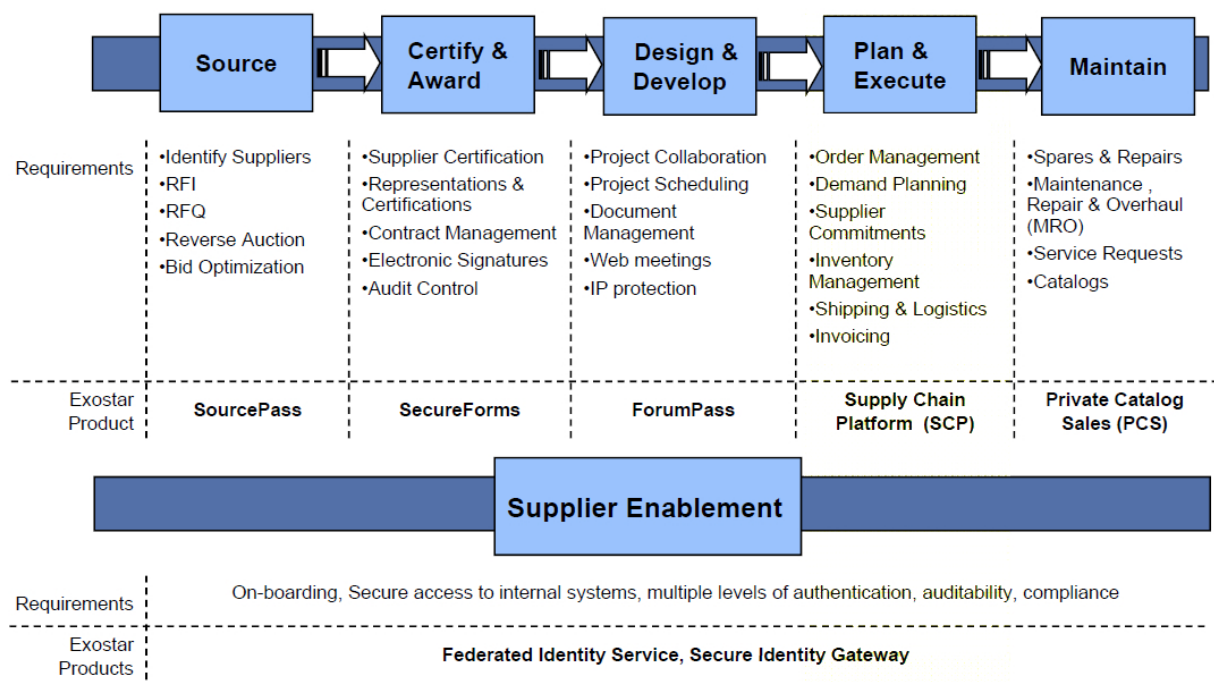 Source
Certify &
Award
Design &
Develop
Plan &
Execute
Maintain
Requirements
•Identify Suppliers
•RFI
•RFQ
•Reverse Auction
•Bid Optimization
•Supplier Certification
•Representations &
Certifications
•Contract Management
•Electronic Signatures
•Audit Control
•Project Collaboration
•Project Scheduling
•Document
Management
•Web meetings
•IP protection
•Order Management
•Demand Planning
•Supplier
Commitments
•Inventory
Management
•Shipping & Logistics
•Invoicing
•Spares & Repairs
•Maintenance ,
Repair & Overhaul
(MRO)
•Service Requests
•Catalogs
Exostar
Product
SourcePass
SecureForms
ForumPass
Supply Chain
Platform (SCP)
Private Catalog
Sales (PCS)
Supplier Enablement
Requirements
On-boarding, Secure access to internal systems, multiple levels of authentication, auditability, compliance
Exostar
Products
Federated Identity Service, Secure Identity Gateway